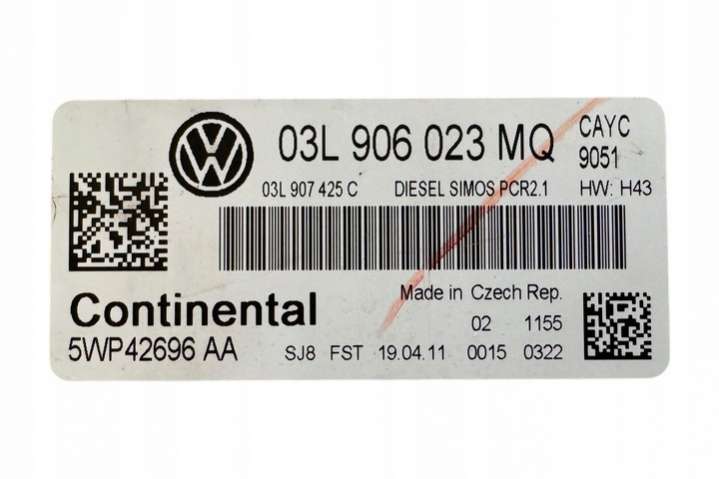 03L 906 023 MQ CAYC
9051
03L 907 425 C DIESEL SIMOS PCR2.1 HW: H43
Continental Made in Czech Rep.
02 1155
5WP42696 AA SJ8 FST 19.04.11 0015 0322